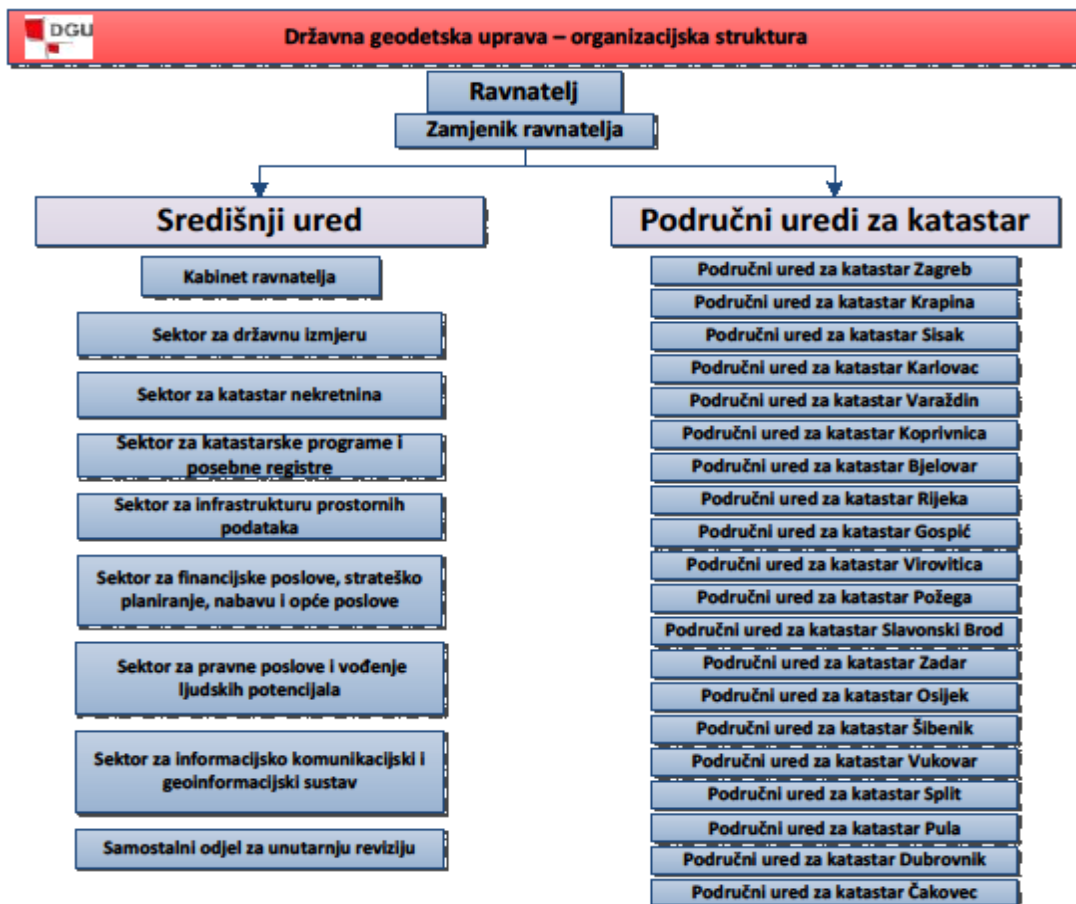 DGU
Državna geodetska uprava – organizacijska struktura
Ravnatelj
Zamjenik ravnatelja
Središnji ured
Kabinet ravnatelja
Sektor za državnu izmjeru
Sektor za katastar nekretnina
Sektor za katastarske programe i
posebne registre
Sektor za infrastrukturu prostornih
podataka
Sektor za financijske poslove, strateško
planiranje, nabavu i opće poslove
Sektor za pravne poslove i vođenje
ljudskih potencijala
Sektor za informacijsko komunikacijski i
geoinformacijski sustav
Samostalni odjel za unutarnju reviziju
Područni uredi za katastar
Područni ured za katastar Zagreb
Područni ured za katastar Krapina
Područni ured za katastar Sisak
Područni ured za katastar Karlovac
Područni ured za katastar Varaždin
Područni ured za katastar Koprivnica
Područni ured za katastar Bjelovar
Područni ured za katastar Rijeka
Područni ured za katastar Gospić
Područni ured za katastar Virovitica
Područni ured za katastar Požega
Područni ured za katastar Slavonski Brod
Područni ured za katastar Zadar
Područni ured za katastar Osijek
Područni ured za katastar Šibenik
Područni ured za katastar Vukovar
Područni ured za katastar Split
Područni ured za katastar Pula
Područni ured za katastar Dubrovnik
Područni ured za katastar Čakovec